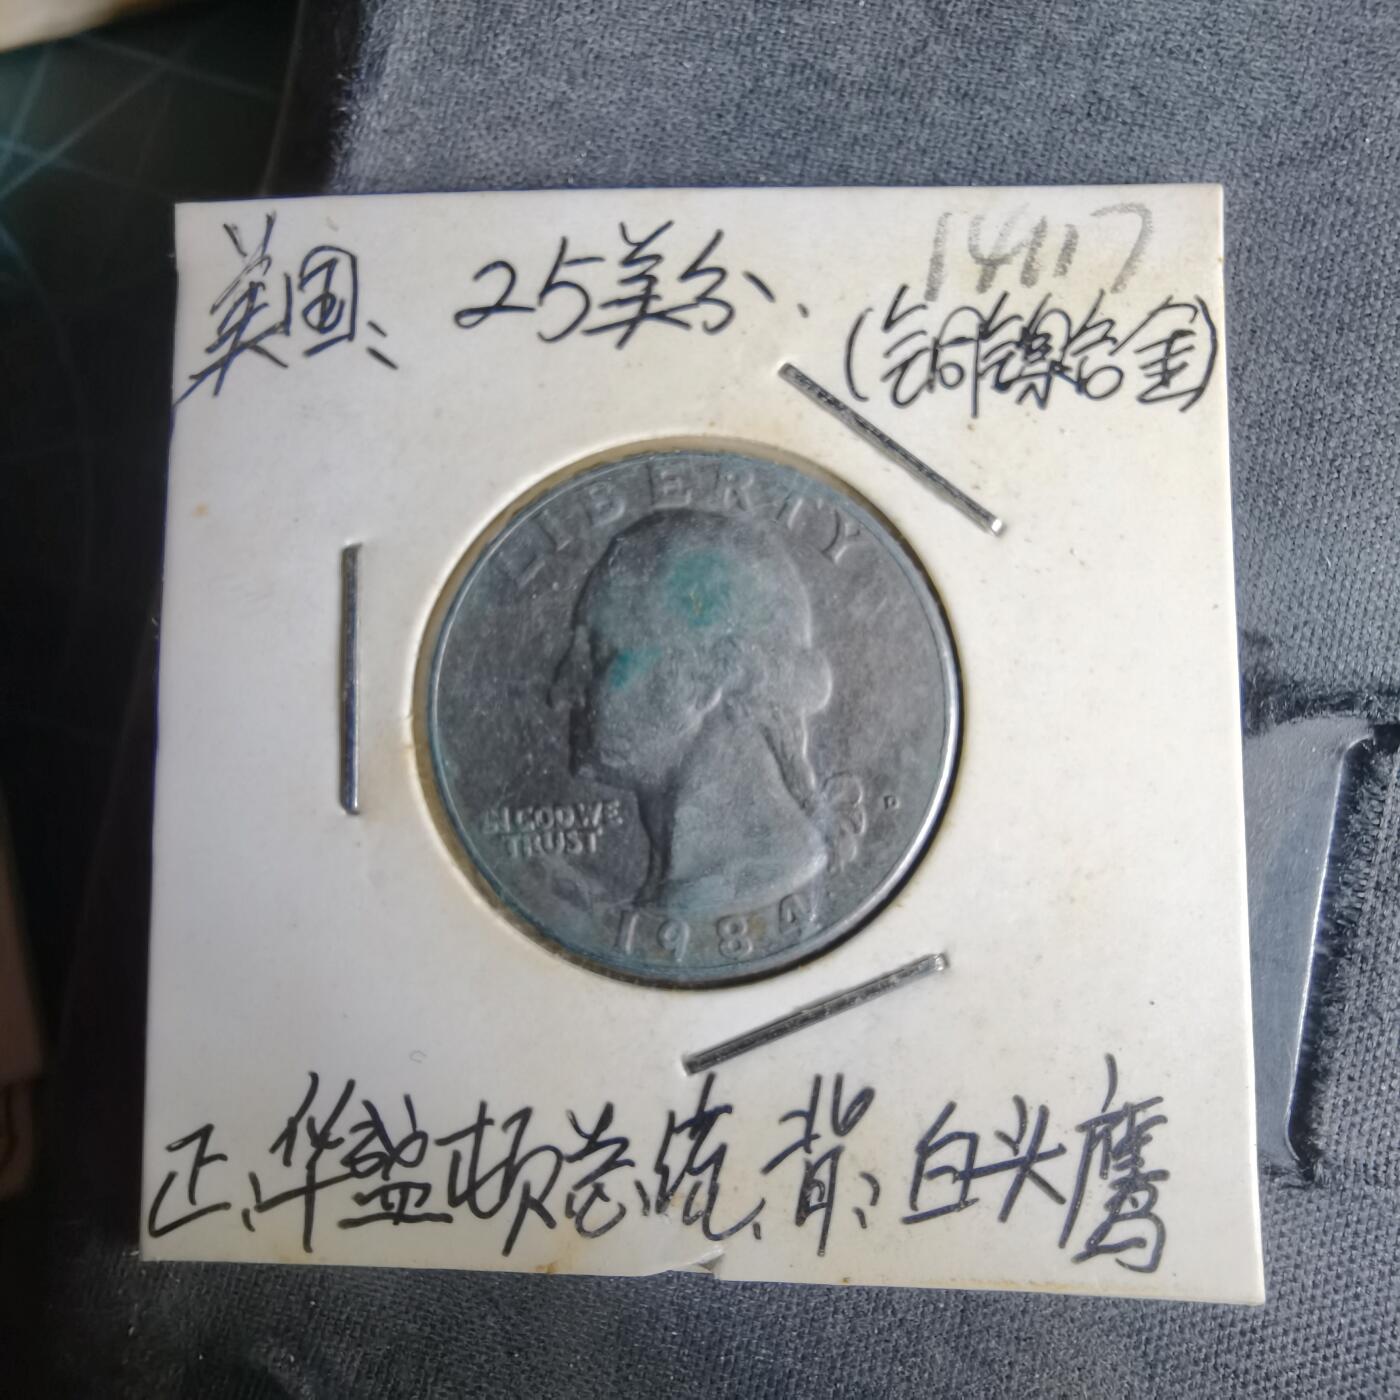 美国、 25美分、
14117
(铜镍合金)
LIBERTY
IN GOD WE
TRUST
D
1984
正、华盛顿总统、背、白头鹰